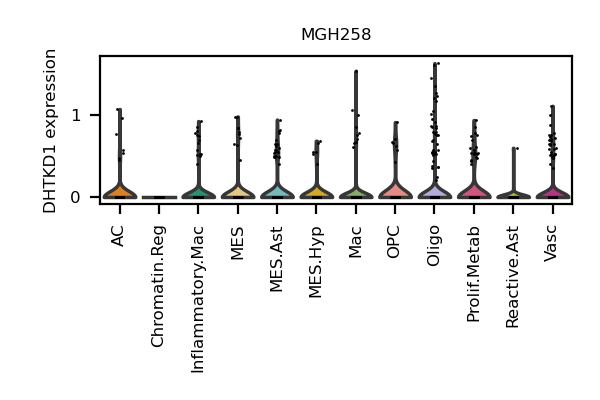 MGH258
DHTKD1 expression
1
0
AC
Chromatin.Reg
Inflammatory.Mac
MES
MES.Ast
MES.Hyp
Mac
OPC
Oligo
Prolif.Metab
Reactive.Ast
Vasc